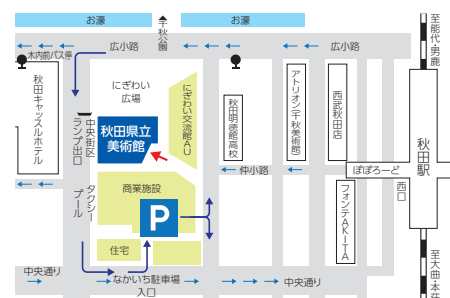 お濠
お濠
千秋公園
至能代・男鹿
広小路
広小路
木内前バス停
にぎわい
広場
にぎわい交流館AU
秋田キャッスルホテル
中央街区
ランプ出口
秋田県立
美術館
秋田明徳館高校
アトリオン(千秋美術館)
西武秋田店
秋田駅
仲小路
ぽぽろーど
西口
商業施設
P
タクシー
プール
フォンテAKITA
住宅
中央通り
なかいち駐車場
入口
中央通り
至大曲・本荘